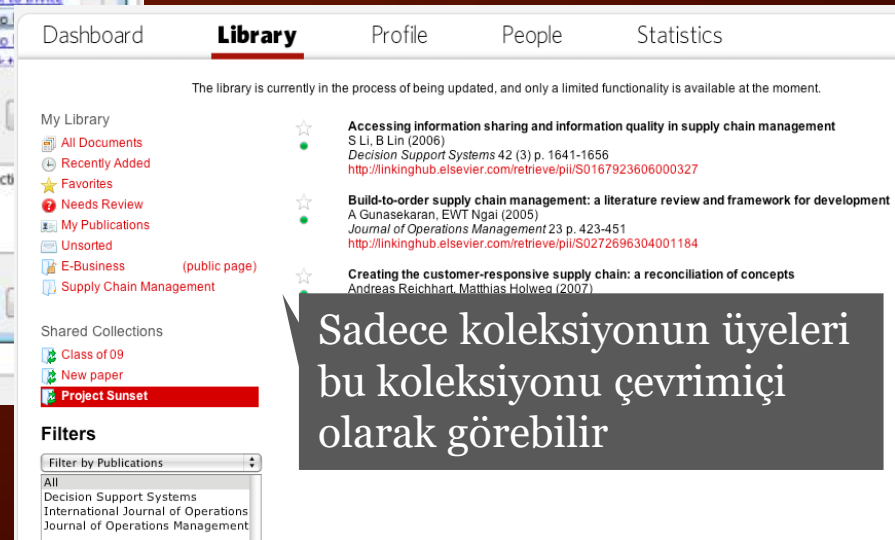 Dashboard Library Profile People Statistics
The library is currently in the process of being updated, and only a limited functionality is available at the moment.
My Library
All Documents
Recently Added
Favorites
Needs Review
My Publications
Unsorted
E-Business (public page)
Supply Chain Management
Shared Collections
Class of 09
New paper
Project Sunset
Filters
Filter by Publications
All
Decision Support Systems
International Journal of Operations
Journal of Operations Management
Accessing information sharing and information quality in supply chain management
S Li, B Lin (2006)
Decision Support Systems 42 (3) p. 1641-1656
http://linkinghub.elsevier.com/retrieve/pii/S0167923606000327
Build-to-order supply chain management: a literature review and framework for development
A Gunasekaran, EWT Ngai (2005)
Journal of Operations Management 23 p. 423-451
http://linkinghub.elsevier.com/retrieve/pii/S0272696304001184
Creating the customer-responsive supply chain: a reconciliation of concepts
Andreas Reichhart, Matthias Holweg (2007)
Sadece koleksiyonun üyeleri
bu koleksiyonu çevrimiçi
olarak görebilir